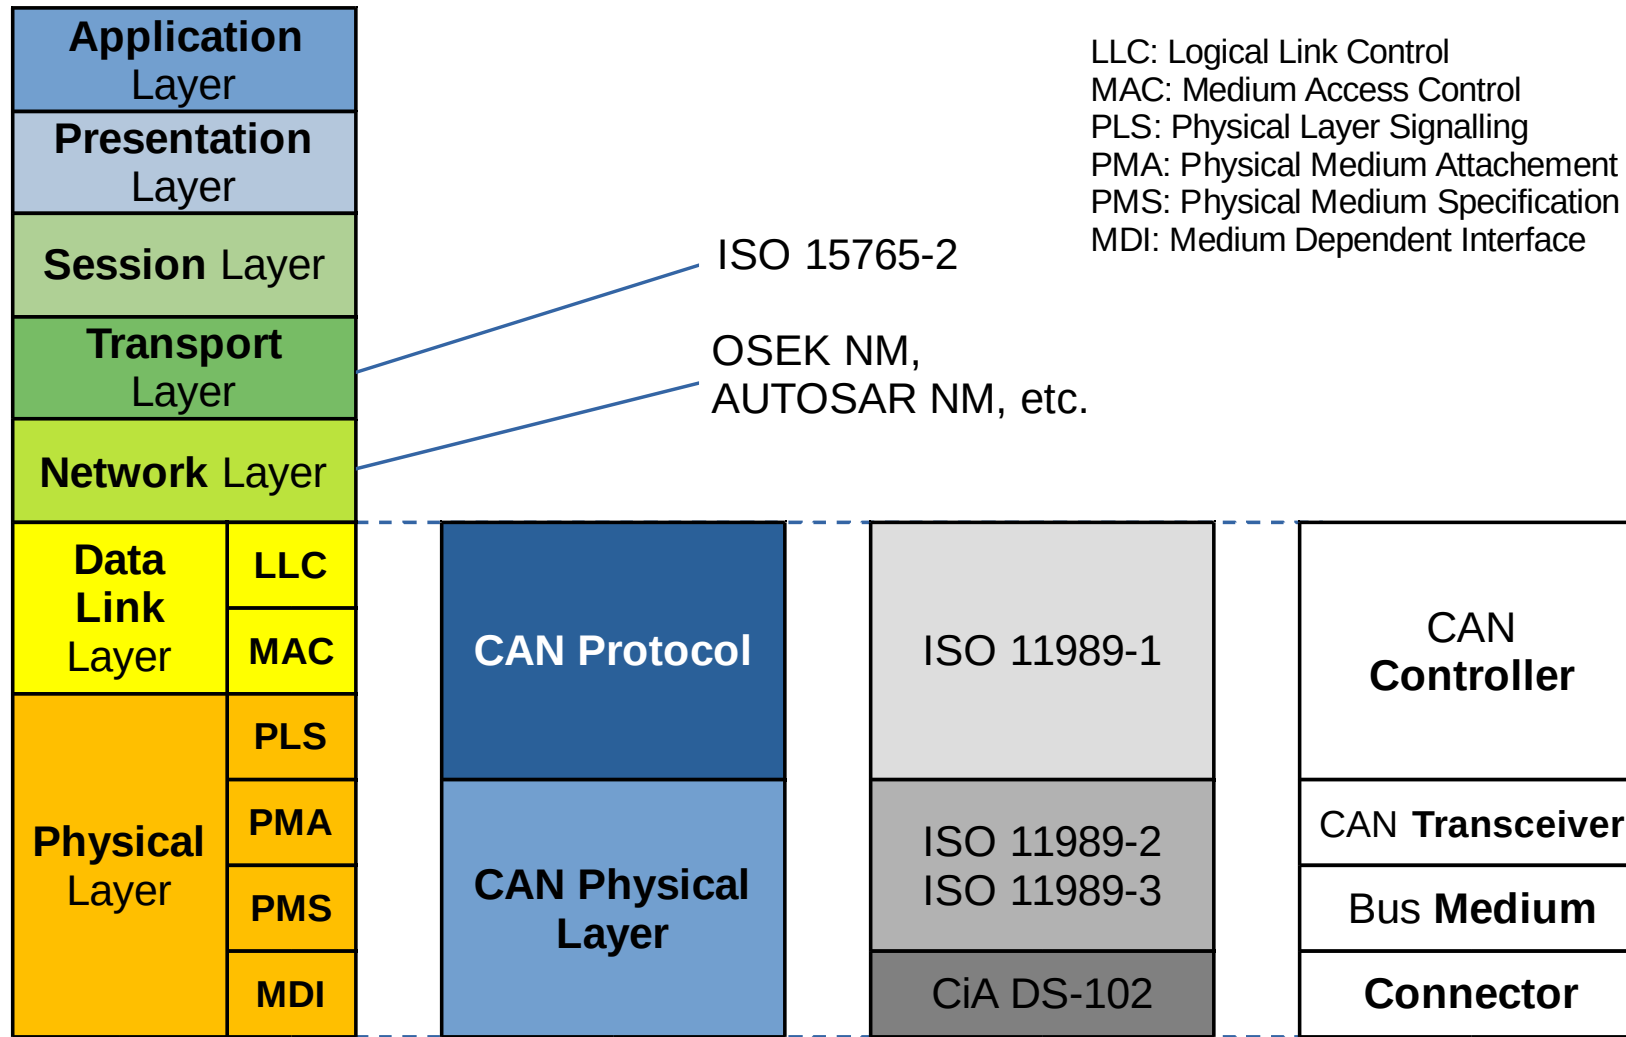 Application
Layer
Presentation
Layer
Session Layer
Transport
Layer
Network Layer
Data
Link
Layer
LLC
MAC
Physical
Layer
PLS
PMA
PMS
MDI
ISO 15765-2
OSEK NM,
AUTOSAR NM, etc.
LLC: Logical Link Control
MAC: Medium Access Control
PLS: Physical Layer Signalling
PMA: Physical Medium Attachement
PMS: Physical Medium Specification
MDI: Medium Dependent Interface
CAN Protocol
CAN Physical
Layer
ISO 11989-1
ISO 11989-2
ISO 11989-3
CiA DS-102
CAN
Controller
CAN Transceiver
Bus Medium
Connector